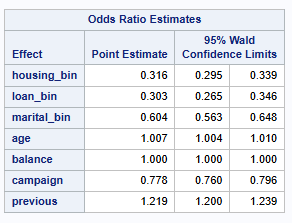 Odds Ratio Estimates
Effect Point Estimate 95% Wald Confidence Limits
housing_bin 0.316 0.295 0.339
loan_bin 0.303 0.265 0.346
marital_bin 0.604 0.563 0.648
age 1.007 1.004 1.010
balance 1.000 1.000 1.000
campaign 0.778 0.760 0.796
previous 1.219 1.200 1.239